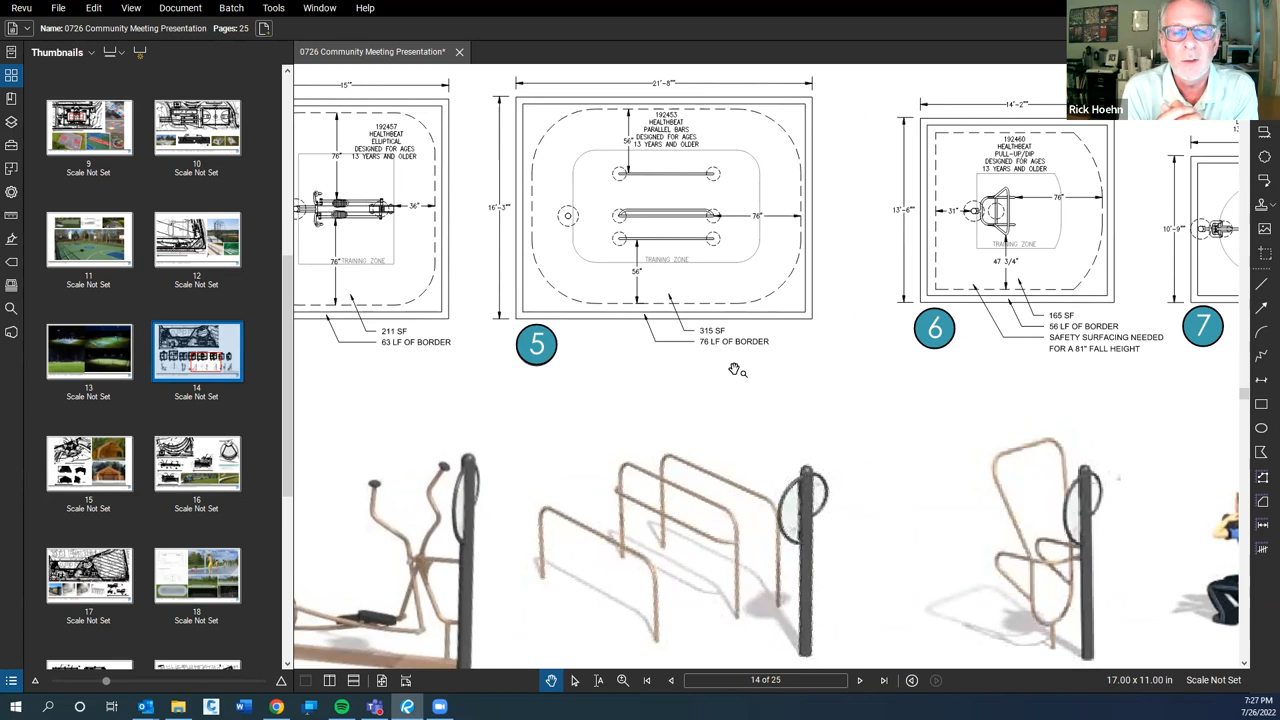 Revu File Edit View Document Batch Tools Window Help
Name: 0726 Community Meeting Presentation Pages: 25
Thumbnails
0726 Community Meeting Presentation*
Rick Hoehn
9
Scale Not Set
10
Scale Not Set
11
Scale Not Set
12
Scale Not Set
13
Scale Not Set
14
Scale Not Set
15
Scale Not Set
16
Scale Not Set
17
Scale Not Set
18
Scale Not Set
192457
HEALTHBEAT
ELLIPTICAL
DESIGNED FOR AGES
13 YEARS AND OLDER
76"
36"
76"
TRAINING ZONE
211 SF
63 LF OF BORDER
21'-8"
16'-3"
192453
HEALTHBEAT
PARALLEL BARS
DESIGNED FOR AGES
13 YEARS AND OLDER
56"
76"
56"
TRAINING ZONE
315 SF
76 LF OF BORDER
5
14'-2"
13'-6"
192460
HEALTHBEAT
PULL-UP/DIP
DESIGNED FOR AGES
13 YEARS AND OLDER
31"
76"
TRAINING ZONE
47 3/4"
165 SF
56 LF OF BORDER
SAFETY SURFACING NEEDED
FOR A 81" FALL HEIGHT
6
10'-9"
7
14 of 25
17.00 x 11.00 in
Scale Not Set
7:27 PM
7/26/2022